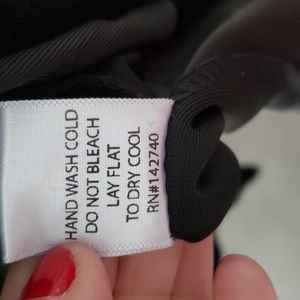 HAND WASH COLD
DO NOT BLEACH
LAY FLAT
TO DRY COOL
RN#142740